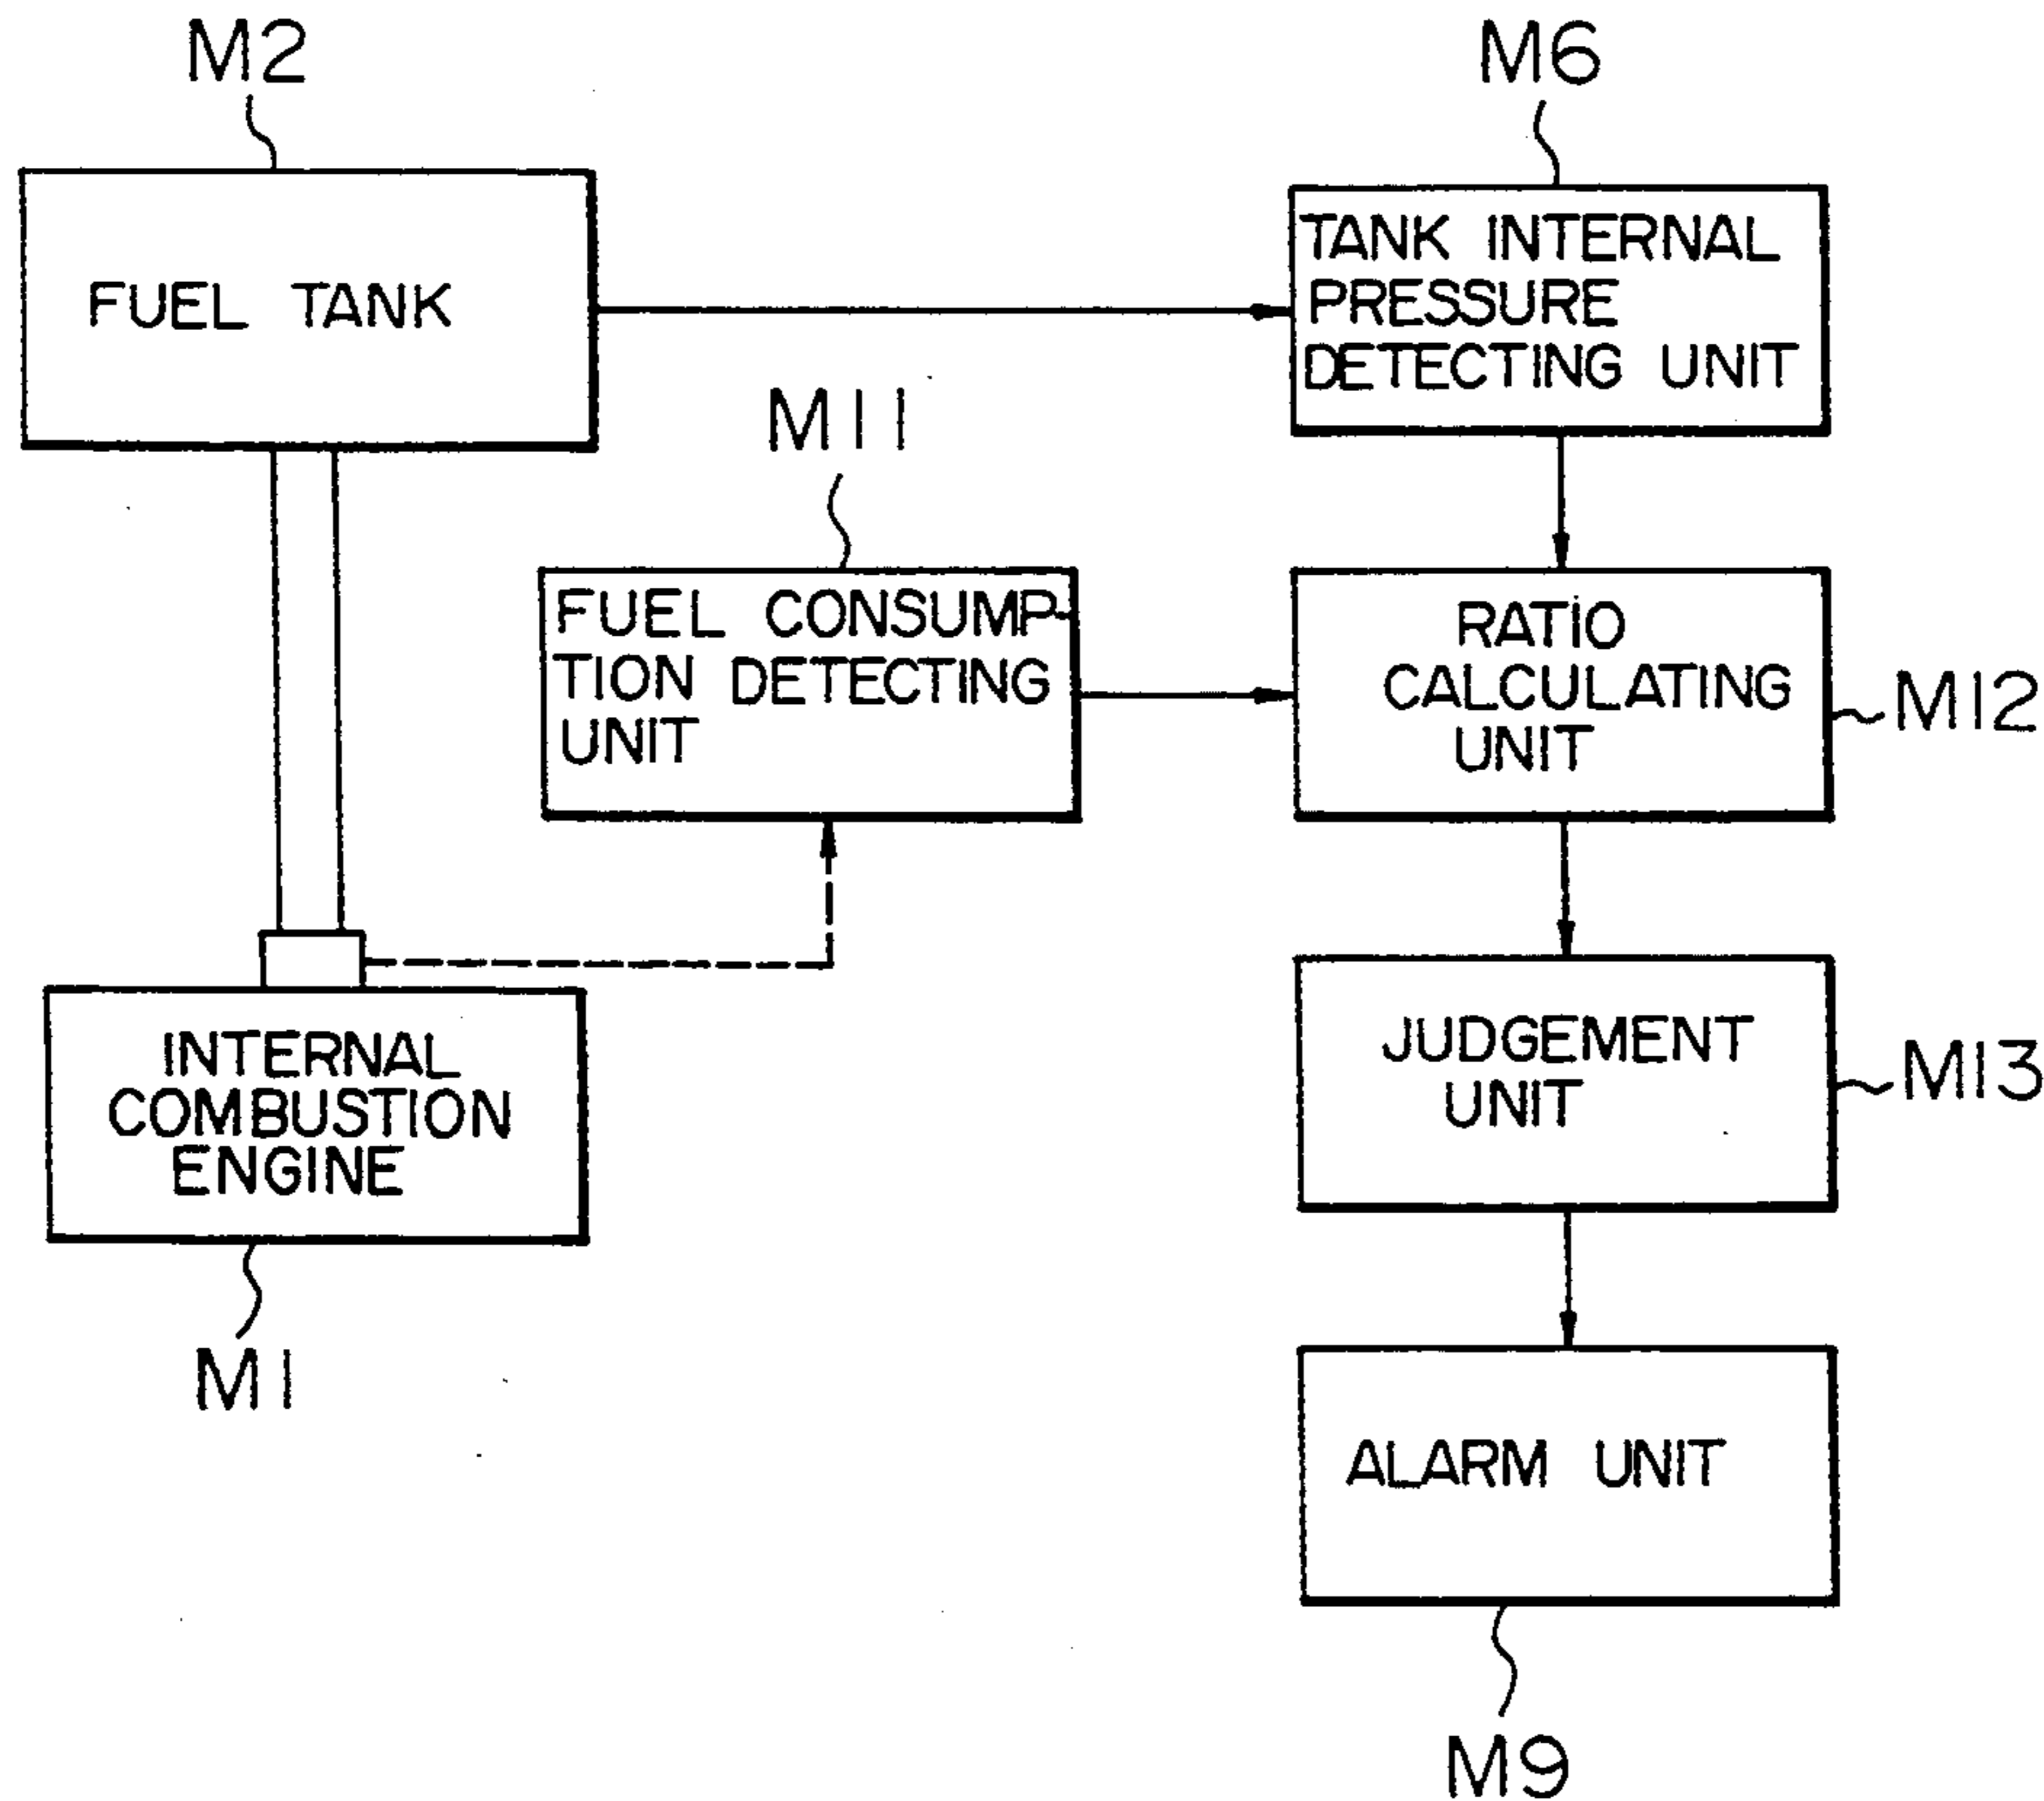 M2
M6
FUEL TANK
TANK INTERNAL
PRESSURE
DETECTING UNIT
M11
FUEL CONSUMP-
TION DETECTING
UNIT
RATIO
CALCULATING
UNIT
M12
INTERNAL
COMBUSTION
ENGINE
JUDGEMENT
UNIT
M13
M1
ALARM UNIT
M9